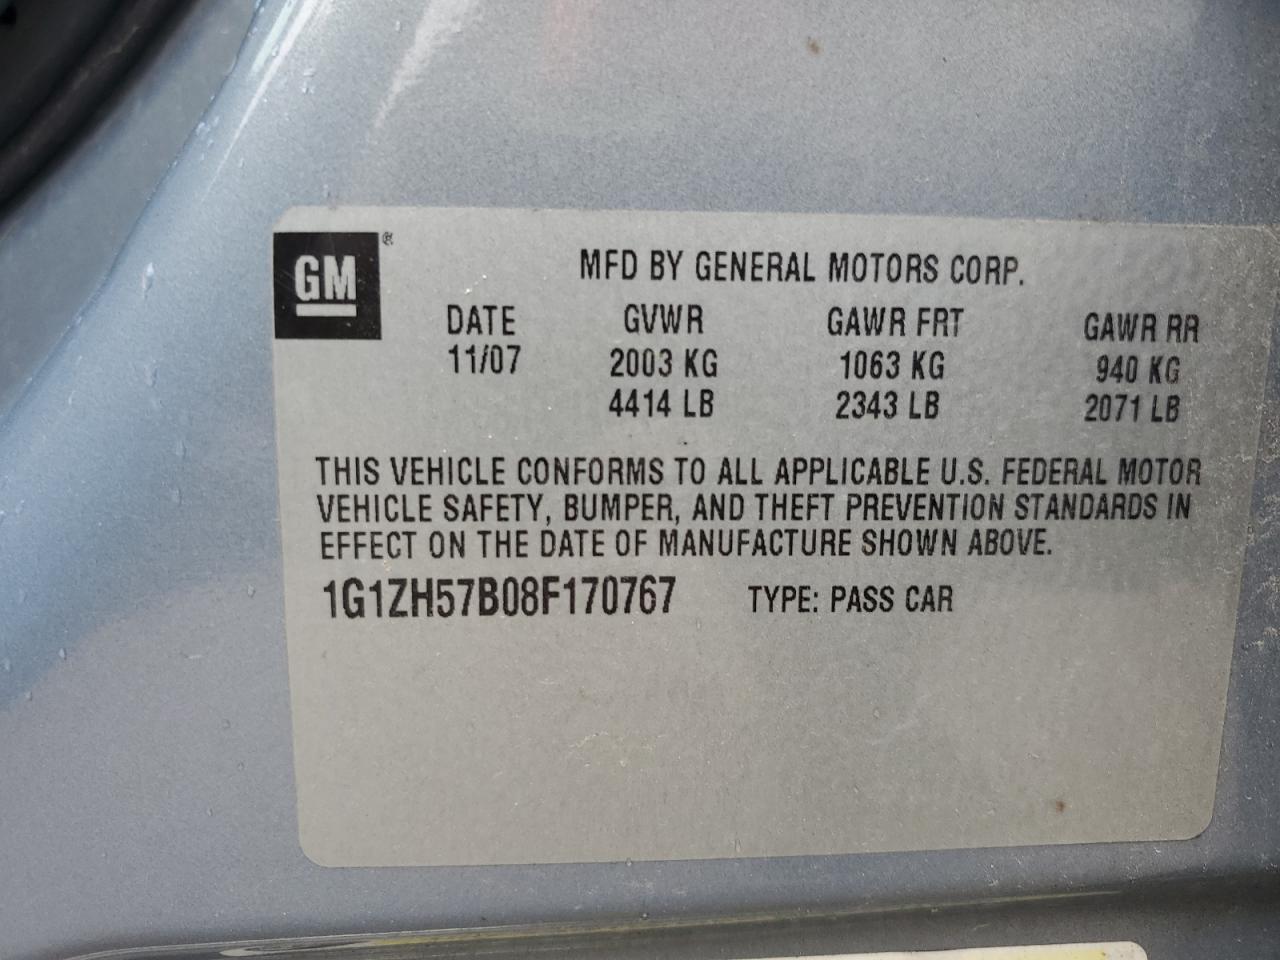 GM®
MFD BY GENERAL MOTORS CORP.
DATE GVWR GAWR FRT GAWR RR
11/07 2003 KG 1063 KG 940 KG
4414 LB 2343 LB 2071 LB
THIS VEHICLE CONFORMS TO ALL APPLICABLE U.S. FEDERAL MOTOR
VEHICLE SAFETY, BUMPER, AND THEFT PREVENTION STANDARDS IN
EFFECT ON THE DATE OF MANUFACTURE SHOWN ABOVE.
1G1ZH57B08F170767 TYPE: PASS CAR